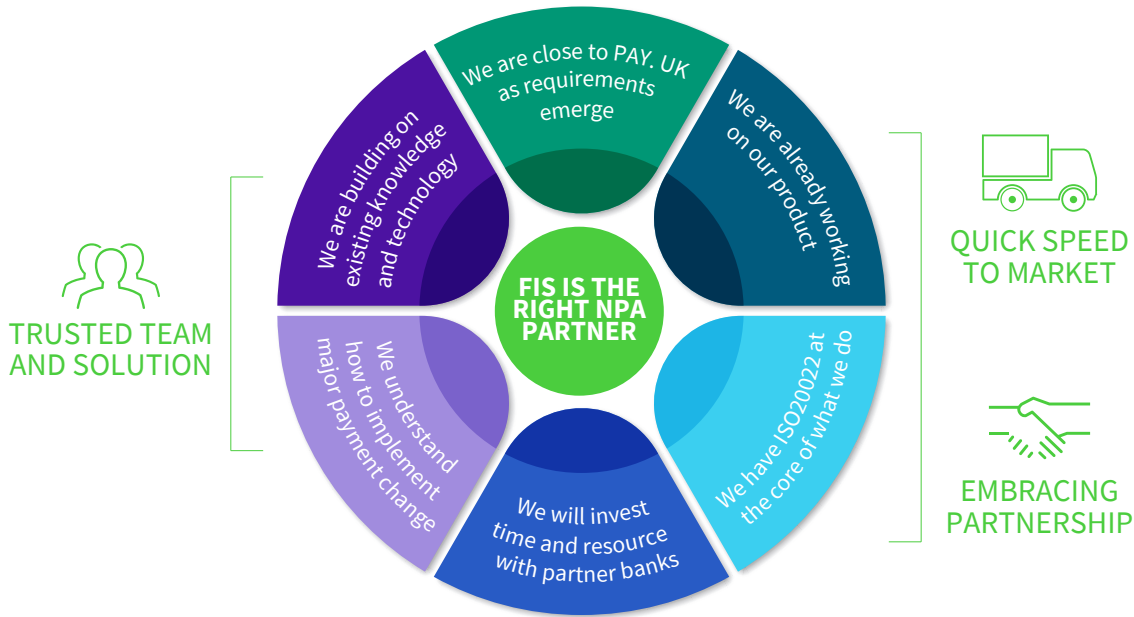 We are close to PAY. UK
as requirements
emerge
We are already working
on our product
We have ISO20022 at
the core of what we do
We will invest
time and resource
with partner banks
We understand
how to implement
major payment change
We are building on
existing knowledge
and technology
FIS IS THE
RIGHT NPA
PARTNER
TRUSTED TEAM
AND SOLUTION
QUICK SPEED
TO MARKET
EMBRACING
PARTNERSHIP